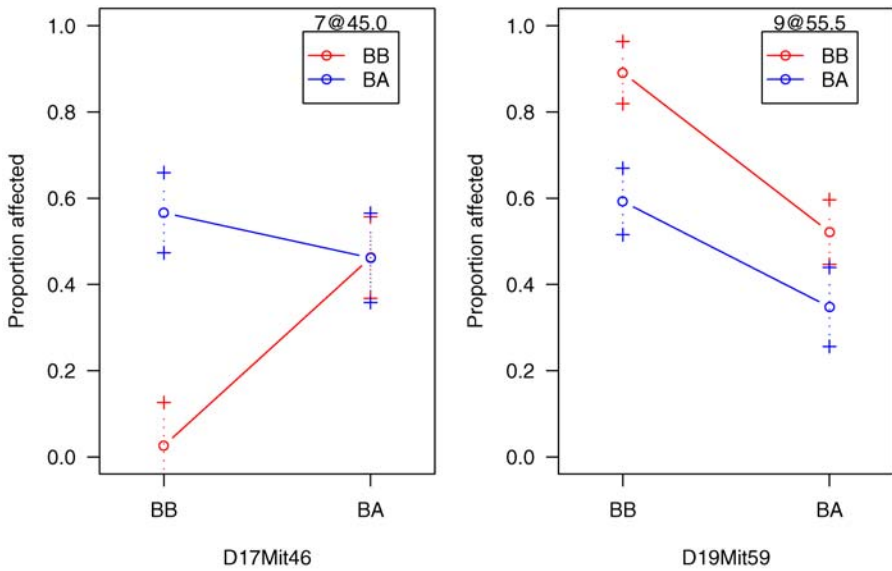 7@45.0
BB
BA
Proportion affected
1.0
0.8
0.6
0.4
0.2
0.0
BB BA
D17Mit46
9@55.5
BB
BA
Proportion affected
1.0
0.8
0.6
0.4
0.2
0.0
BB BA
D19Mit59